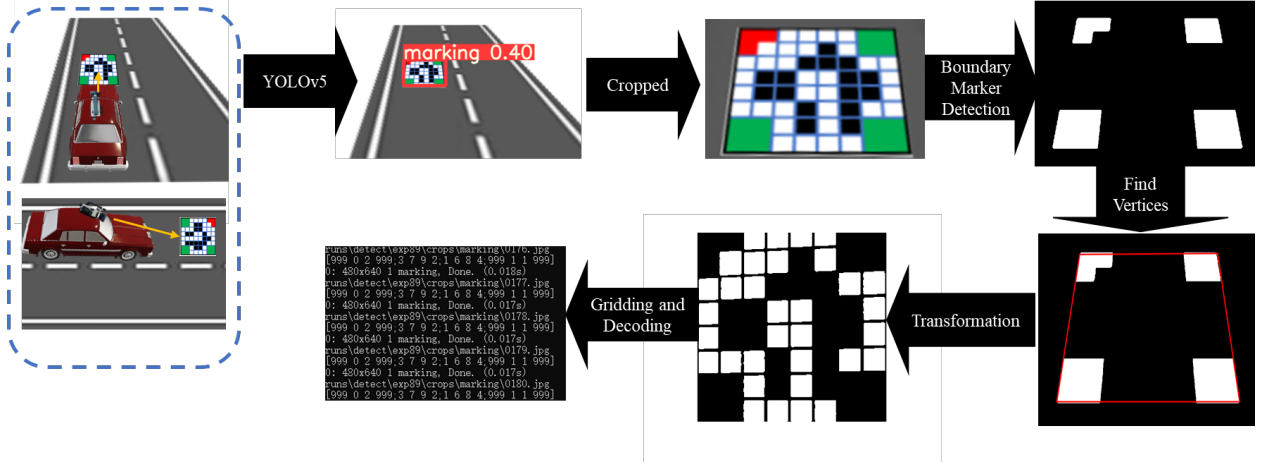 YOLOv5
marking 0.40
Cropped
Boundary
Marker
Detection
Find
Vertices
Transformation
Gridding and
Decoding
runs\detect\exp89\crops\marking\0176.jpg
[999 0 2 999;3 7 9 2;1 6 8 4;999 1 1 999]
0: 480x640 1 marking, Done. (0.018s)
runs\detect\exp89\crops\marking\0177.jpg
[999 0 2 999;3 7 9 2;1 6 8 4;999 1 1 999]
0: 480x640 1 marking, Done. (0.017s)
runs\detect\exp89\crops\marking\0178.jpg
[999 0 2 999;3 7 9 2;1 6 8 4;999 1 1 999]
0: 480x640 1 marking, Done. (0.017s)
runs\detect\exp89\crops\marking\0179.jpg
[999 0 2 999;3 7 9 2;1 6 8 4;999 1 1 999]
0: 480x640 1 marking, Done. (0.017s)
runs\detect\exp89\crops\marking\0180.jpg
[999 0 2 999;3 7 9 2;1 6 8 4;999 1 1 999]